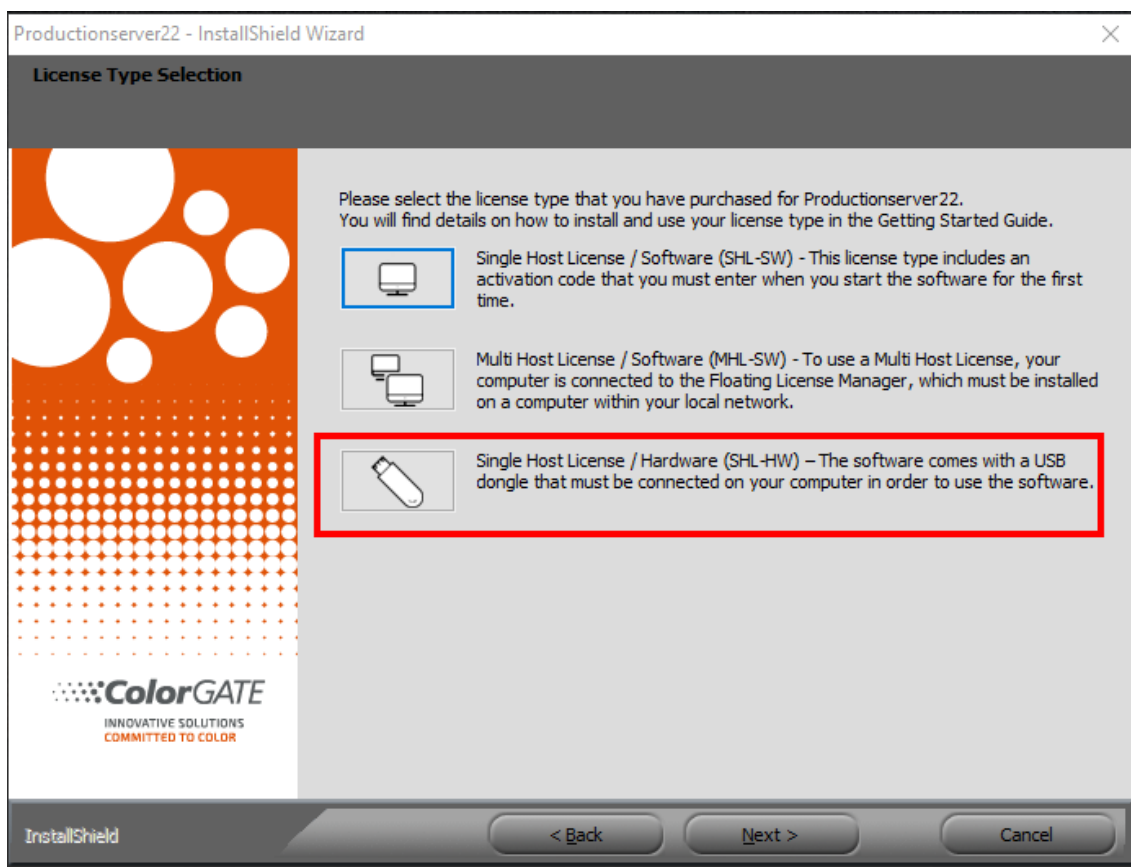 Productionserver22 - InstallShield Wizard
License Type Selection
Please select the license type that you have purchased for Productionserver22.
You will find details on how to install and use your license type in the Getting Started Guide.
Single Host License / Software (SHL-SW) - This license type includes an
activation code that you must enter when you start the software for the first
time.
Multi Host License / Software (MHL-SW) - To use a Multi Host License, your
computer is connected to the Floating License Manager, which must be installed
on a computer within your local network.
Single Host License / Hardware (SHL-HW) – The software comes with a USB
dongle that must be connected on your computer in order to use the software.
ColorGATE
INNOVATIVE SOLUTIONS
COMMITTED TO COLOR
InstallShield
< Back
Next >
Cancel